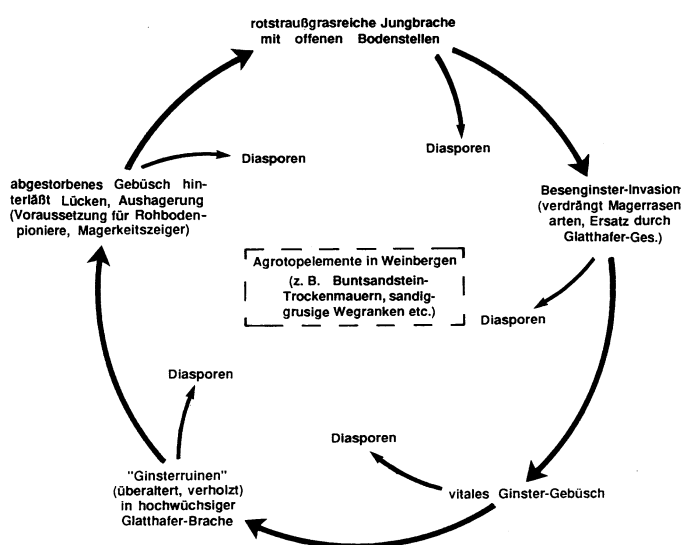 rotstraußgrasreiche Jungbrache
mit offenen Bodenstellen
Diasporen
Diasporen
abgestorbenes Gebüsch hin-
terläßt Lücken, Aushagerung
(Voraussetzung für Rohboden-
pioniere, Magerkeitszeiger)
Besenginster-Invasion
(verdrängt Magerrasen
arten, Ersatz durch
Glatthafer-Ges.)
Agrotopelemente in Weinbergen
(z. B. Buntsandstein-
Trockenmauern, sandig-
grusige Wegranken etc.)
Diasporen
Diasporen
Diasporen
"Ginsterruinen"
(überaltert, verholzt)
in hochwüchsiger
Glatthafer-Brache
vitales Ginster-Gebüsch